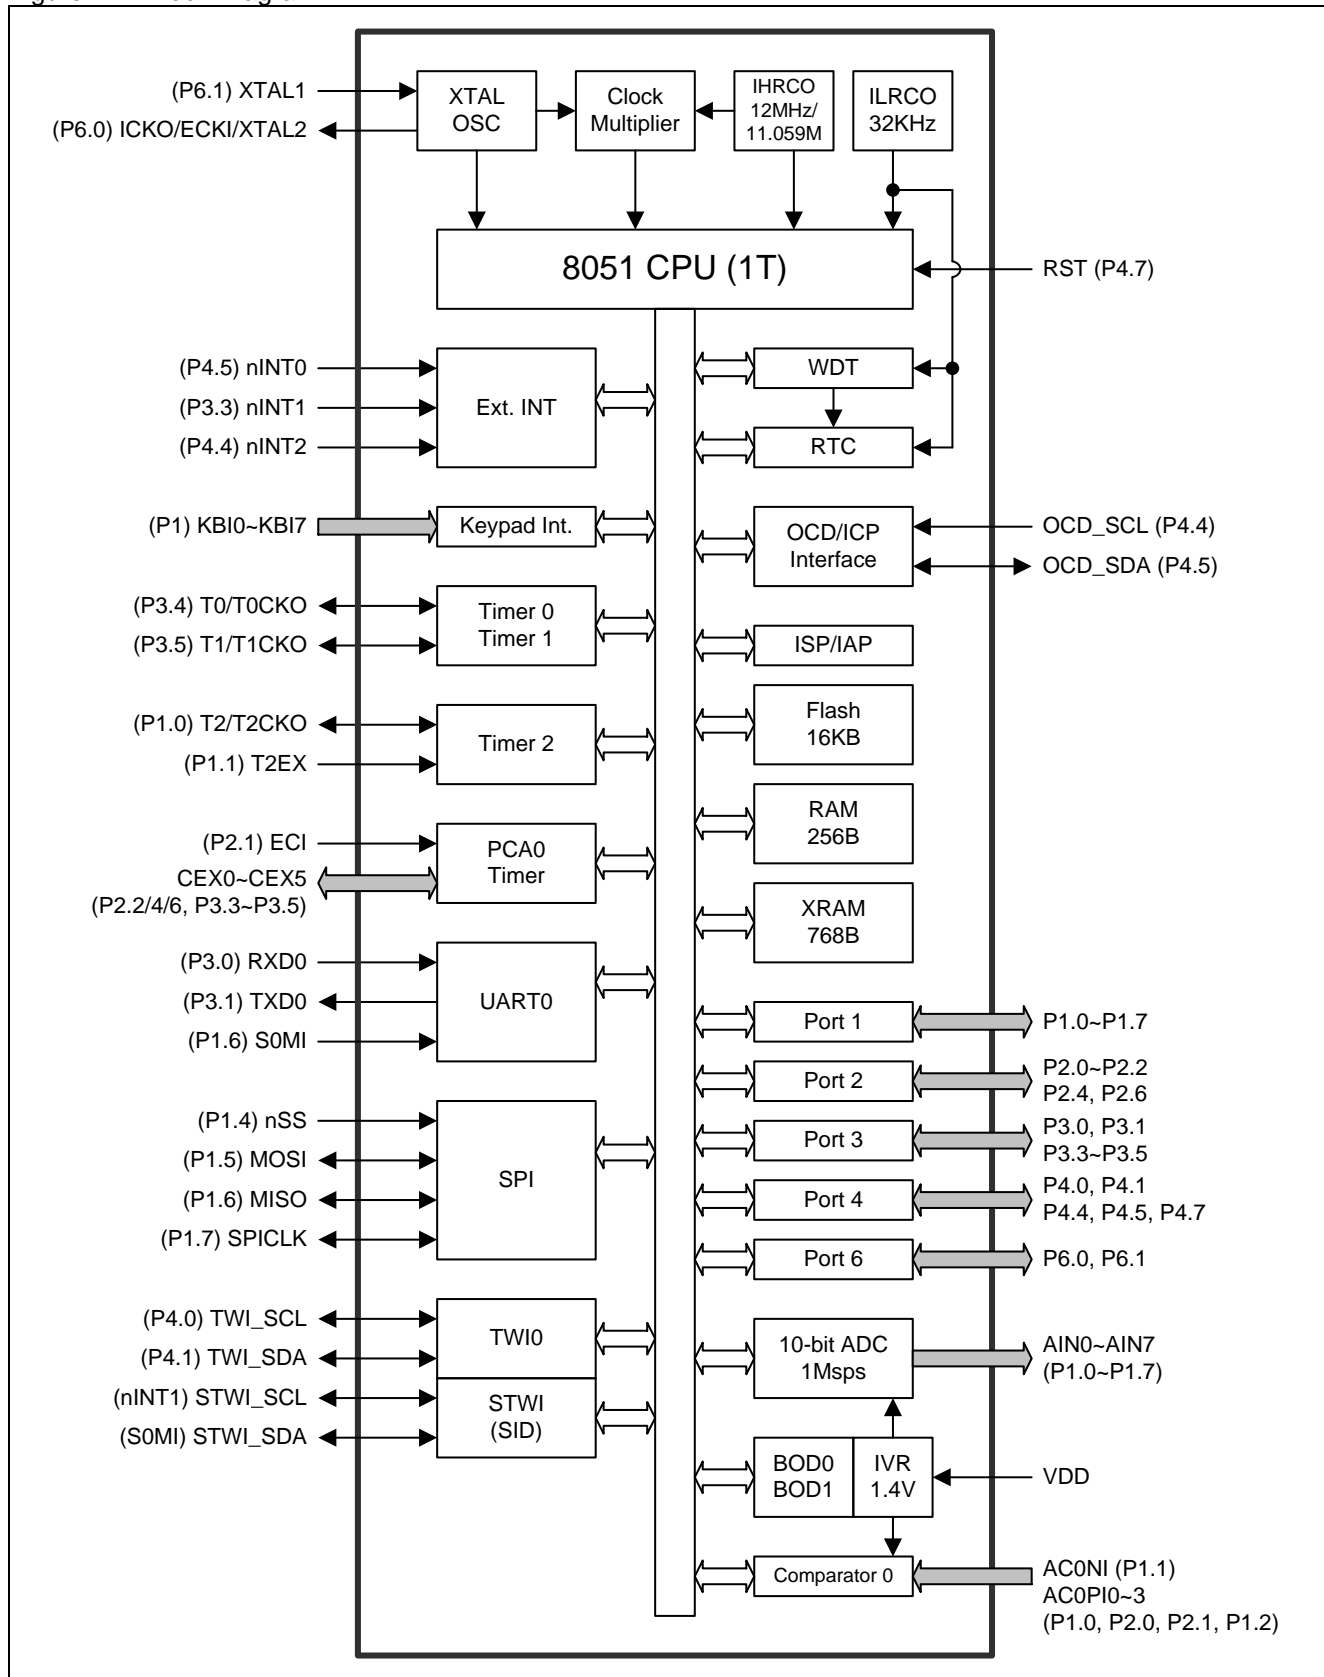 (P6.1) XTAL1
(P6.0) ICKO/ECKI/XTAL2
XTAL
OSC
Clock
Multiplier
IHRCO
12MHz/
11.059M
ILRCO
32KHz
8051 CPU (1T)
RST (P4.7)
(P4.5) nINT0
(P3.3) nINT1
(P4.4) nINT2
Ext. INT
WDT
RTC
(P1) KBI0~KBI7
Keypad Int.
OCD/ICP
Interface
OCD_SCL (P4.4)
OCD_SDA (P4.5)
(P3.4) T0/T0CKO
(P3.5) T1/T1CKO
Timer 0
Timer 1
ISP/IAP
(P1.0) T2/T2CKO
(P1.1) T2EX
Timer 2
Flash
16KB
RAM
256B
(P2.1) ECI
CEX0~CEX5
(P2.2/4/6, P3.3~P3.5)
PCA0
Timer
XRAM
768B
(P3.0) RXD0
(P3.1) TXD0
(P1.6) S0MI
UART0
Port 1
P1.0~P1.7
Port 2
P2.0~P2.2
P2.4, P2.6
(P1.4) nSS
(P1.5) MOSI
(P1.6) MISO
(P1.7) SPICLK
SPI
Port 3
P3.0, P3.1
P3.3~P3.5
Port 4
P4.0, P4.1
P4.4, P4.5, P4.7
Port 6
P6.0, P6.1
(P4.0) TWI_SCL
(P4.1) TWI_SDA
TWI0
10-bit ADC
1Msps
AIN0~AIN7
(P1.0~P1.7)
(nINT1) STWI_SCL
(S0MI) STWI_SDA
STWI
(SID)
BOD0
BOD1
IVR
1.4V
VDD
Comparator 0
AC0NI (P1.1)
AC0PI0~3
(P1.0, P2.0, P2.1, P1.2)